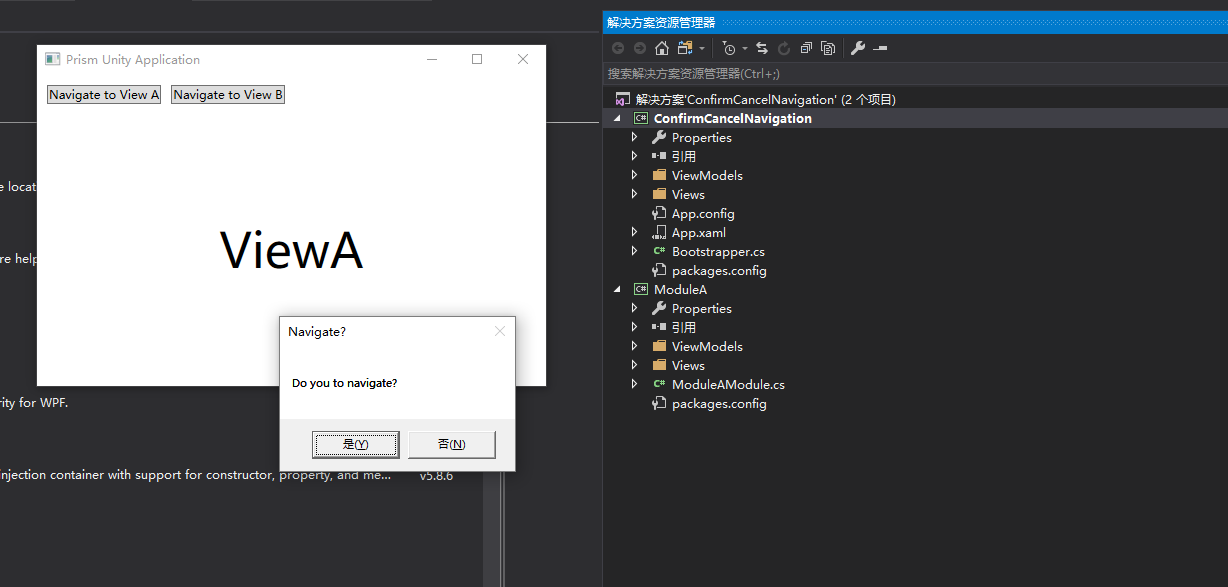 解决方案资源管理器
Prism Unity Application
Navigate to View A
Navigate to View B
ViewA
Navigate?
Do you to navigate?
是(Y)
否(N)
e locat
re help
rity for WPF.
njection container with support for constructor, property, and me...
v5.8.6
搜索解决方案资源管理器(Ctrl+;)
解决方案'ConfirmCancelNavigation' (2 个项目)
C# ConfirmCancelNavigation
Properties
引用
ViewModels
Views
App.config
App.xaml
C# Bootstrapper.cs
packages.config
C# ModuleA
Properties
引用
ViewModels
Views
C# ModuleAModule.cs
packages.config